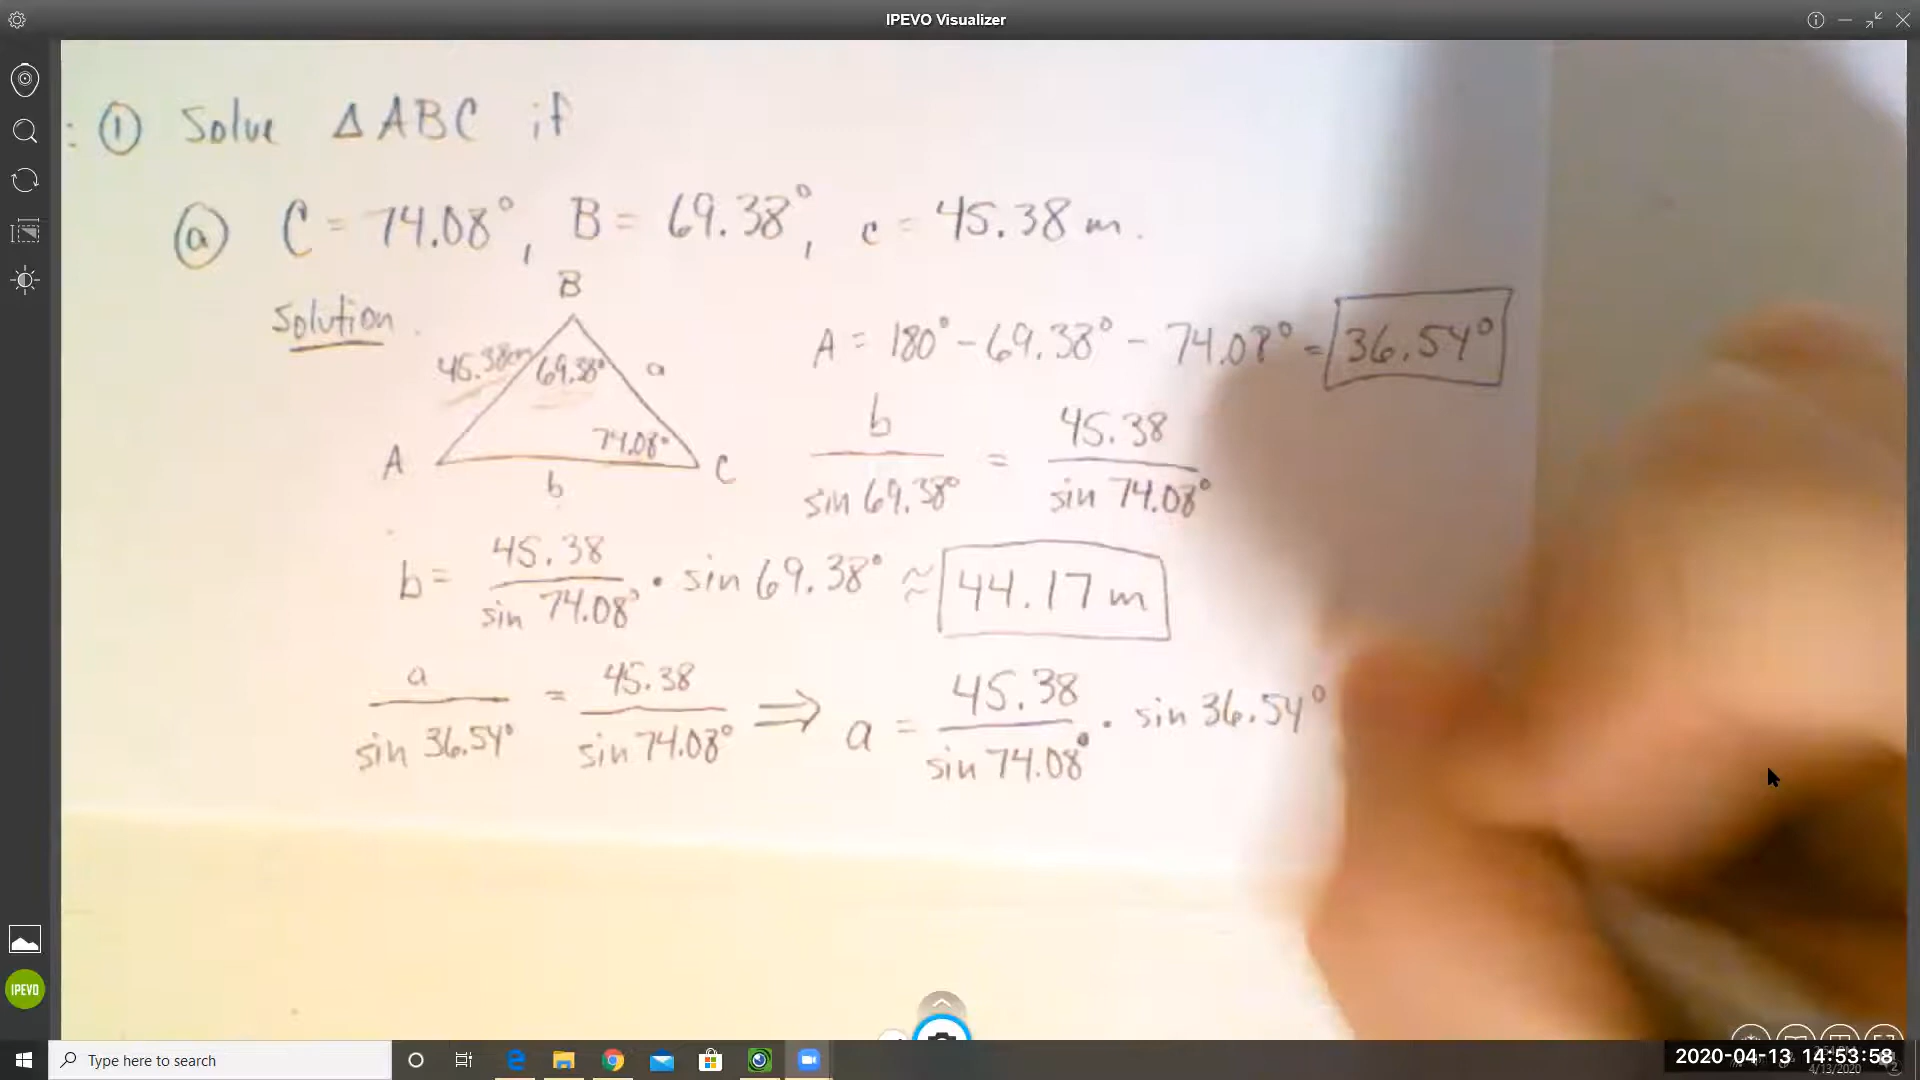 IPEVO Visualizer
: ① Solve ΔABC if
ⓐ C = 74.08°, B = 69.38°, c = 45.38 m.
Solution.
B
45.38m 69.38° a
74.08°
A C
b
A = 180° - 69.38° - 74.08° = 36.54°
b / sin 69.38° = 45.38 / sin 74.08°
b = 45.38 / sin 74.08° · sin 69.38° ≈ 44.17 m
a / sin 36.54° = 45.38 / sin 74.08° ⟹ a = 45.38 / sin 74.08° · sin 36.54°
IPEVO
Type here to search
2020-04-13 14:53:58
4/13/2020